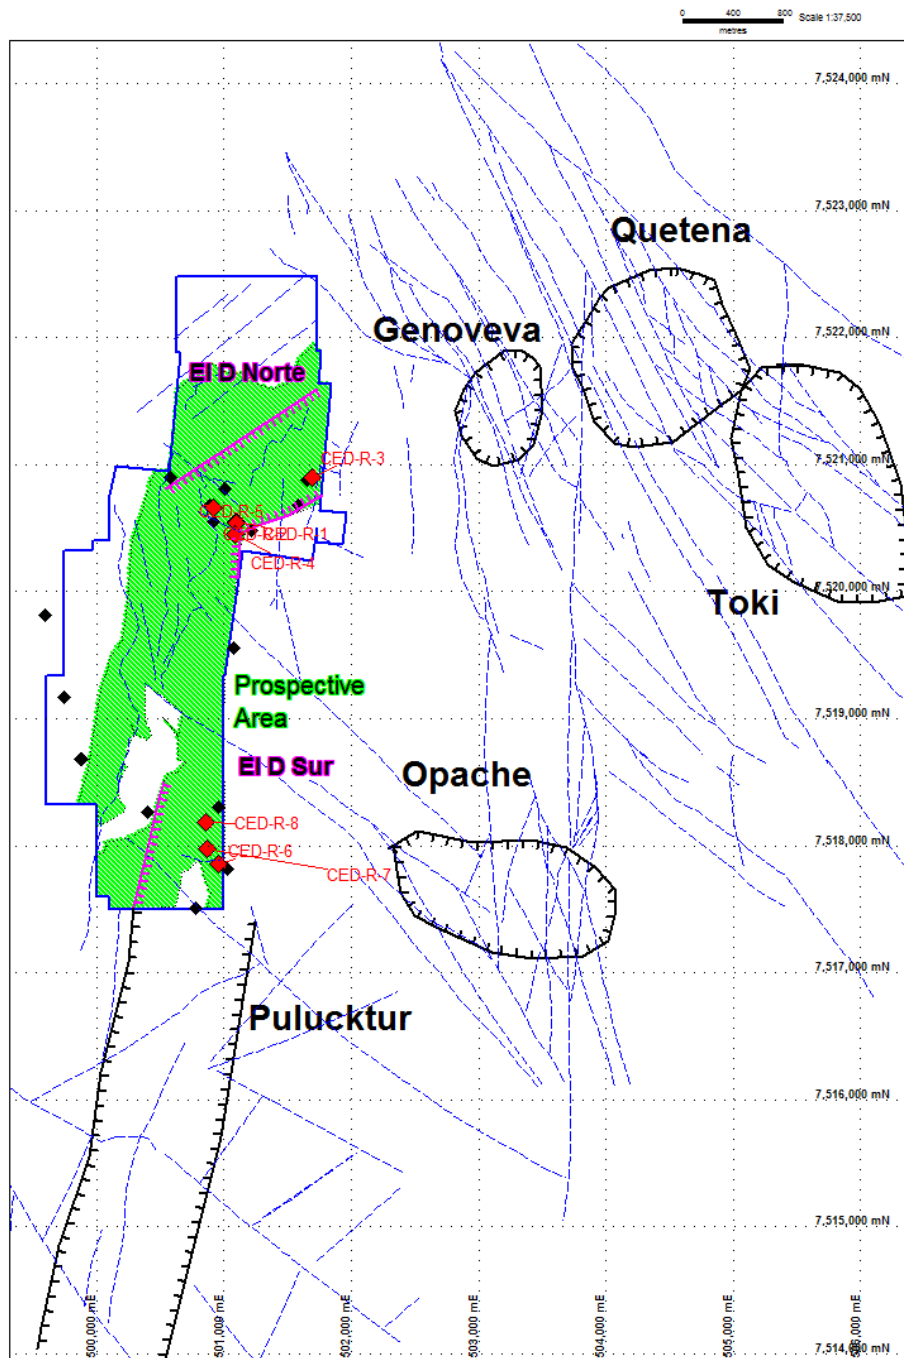 0 400 800 Scale 1:37,500
metres
7,524,000 mN
7,523,000 mN
Quetena
Genoveva
7,522,000 mN
El D Norte
CED-R-3
7,521,000 mN
CED-R-5
CED-R-1
CED-R-4
7,520,000 mN
Toki
Prospective
Area
7,519,000 mN
El D Sur
Opache
CED-R-8
7,518,000 mN
CED-R-6
CED-R-7
7,517,000 mN
Pulucktur
7,516,000 mN
7,515,000 mN
7,514,000 mN
500,000 mE
501,009 mE
502,000 mE
503,000 mE
504,000 mE
505,000 mE
506,000 mE